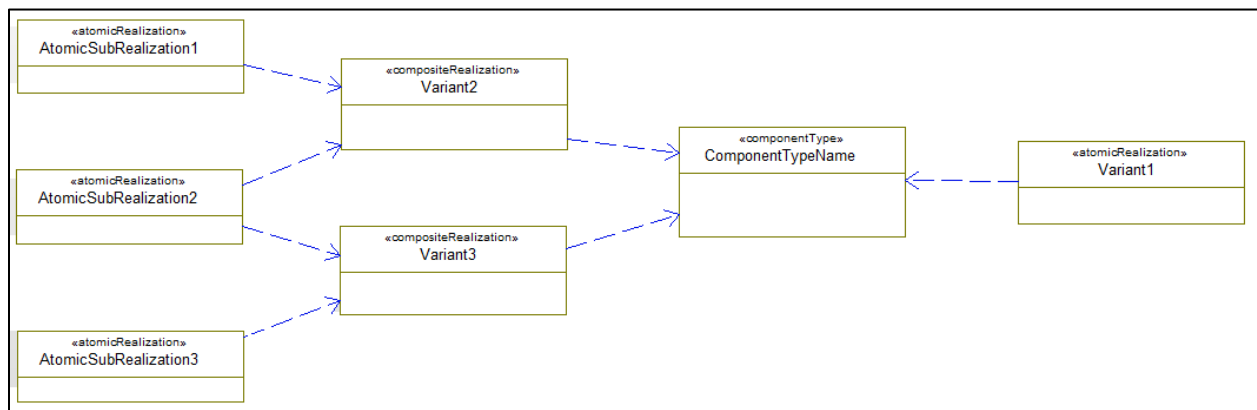 «atomicRealization»
AtomicSubRealization1
«compositeRealization»
Variant2
«atomicRealization»
AtomicSubRealization2
«compositeRealization»
Variant3
«atomicRealization»
AtomicSubRealization3
«componentType»
ComponentTypeName
«atomicRealization»
Variant1